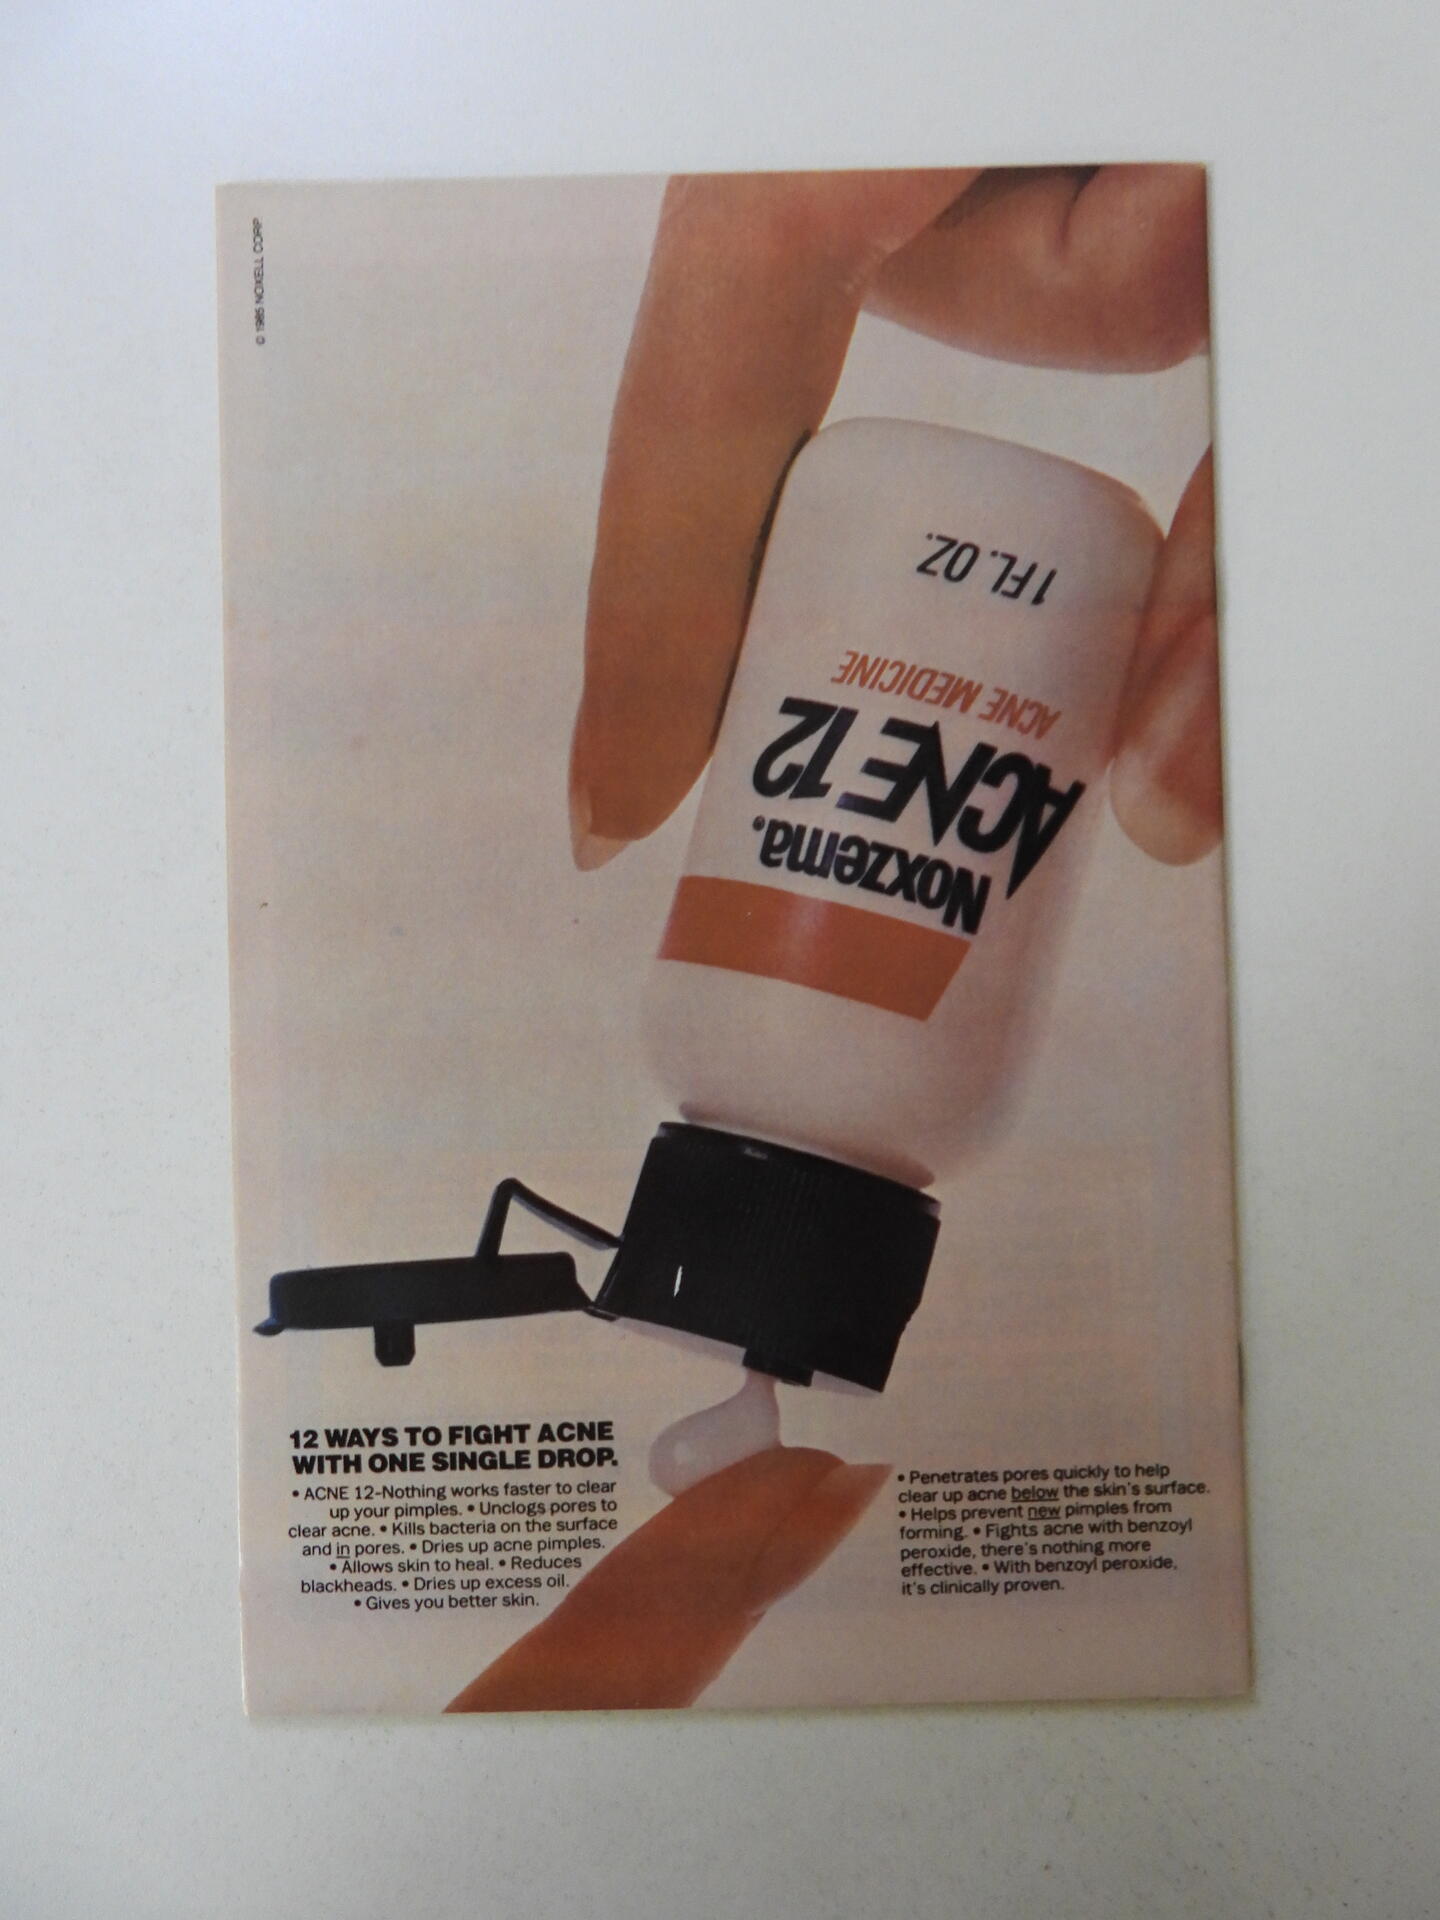 © 1985 NOXELL CORP
1 FL. OZ.
ACNE MEDICINE
ACNE 12
Noxzema®
12 WAYS TO FIGHT ACNE
WITH ONE SINGLE DROP.
• ACNE 12–Nothing works faster to clear
up your pimples. • Unclogs pores to
clear acne. • Kills bacteria on the surface
and in pores. • Dries up acne pimples.
• Allows skin to heal. • Reduces
blackheads. • Dries up excess oil.
• Gives you better skin.
• Penetrates pores quickly to help
clear up acne below the skin's surface.
• Helps prevent new pimples from
forming. • Fights acne with benzoyl
peroxide, there's nothing more
effective. • With benzoyl peroxide,
it's clinically proven.